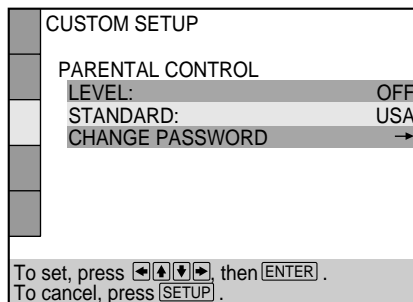 CUSTOM SETUP
PARENTAL CONTROL
LEVEL: OFF
STANDARD: USA
CHANGE PASSWORD →
To set, press ←↑↓→, then ENTER.
To cancel, press SETUP.